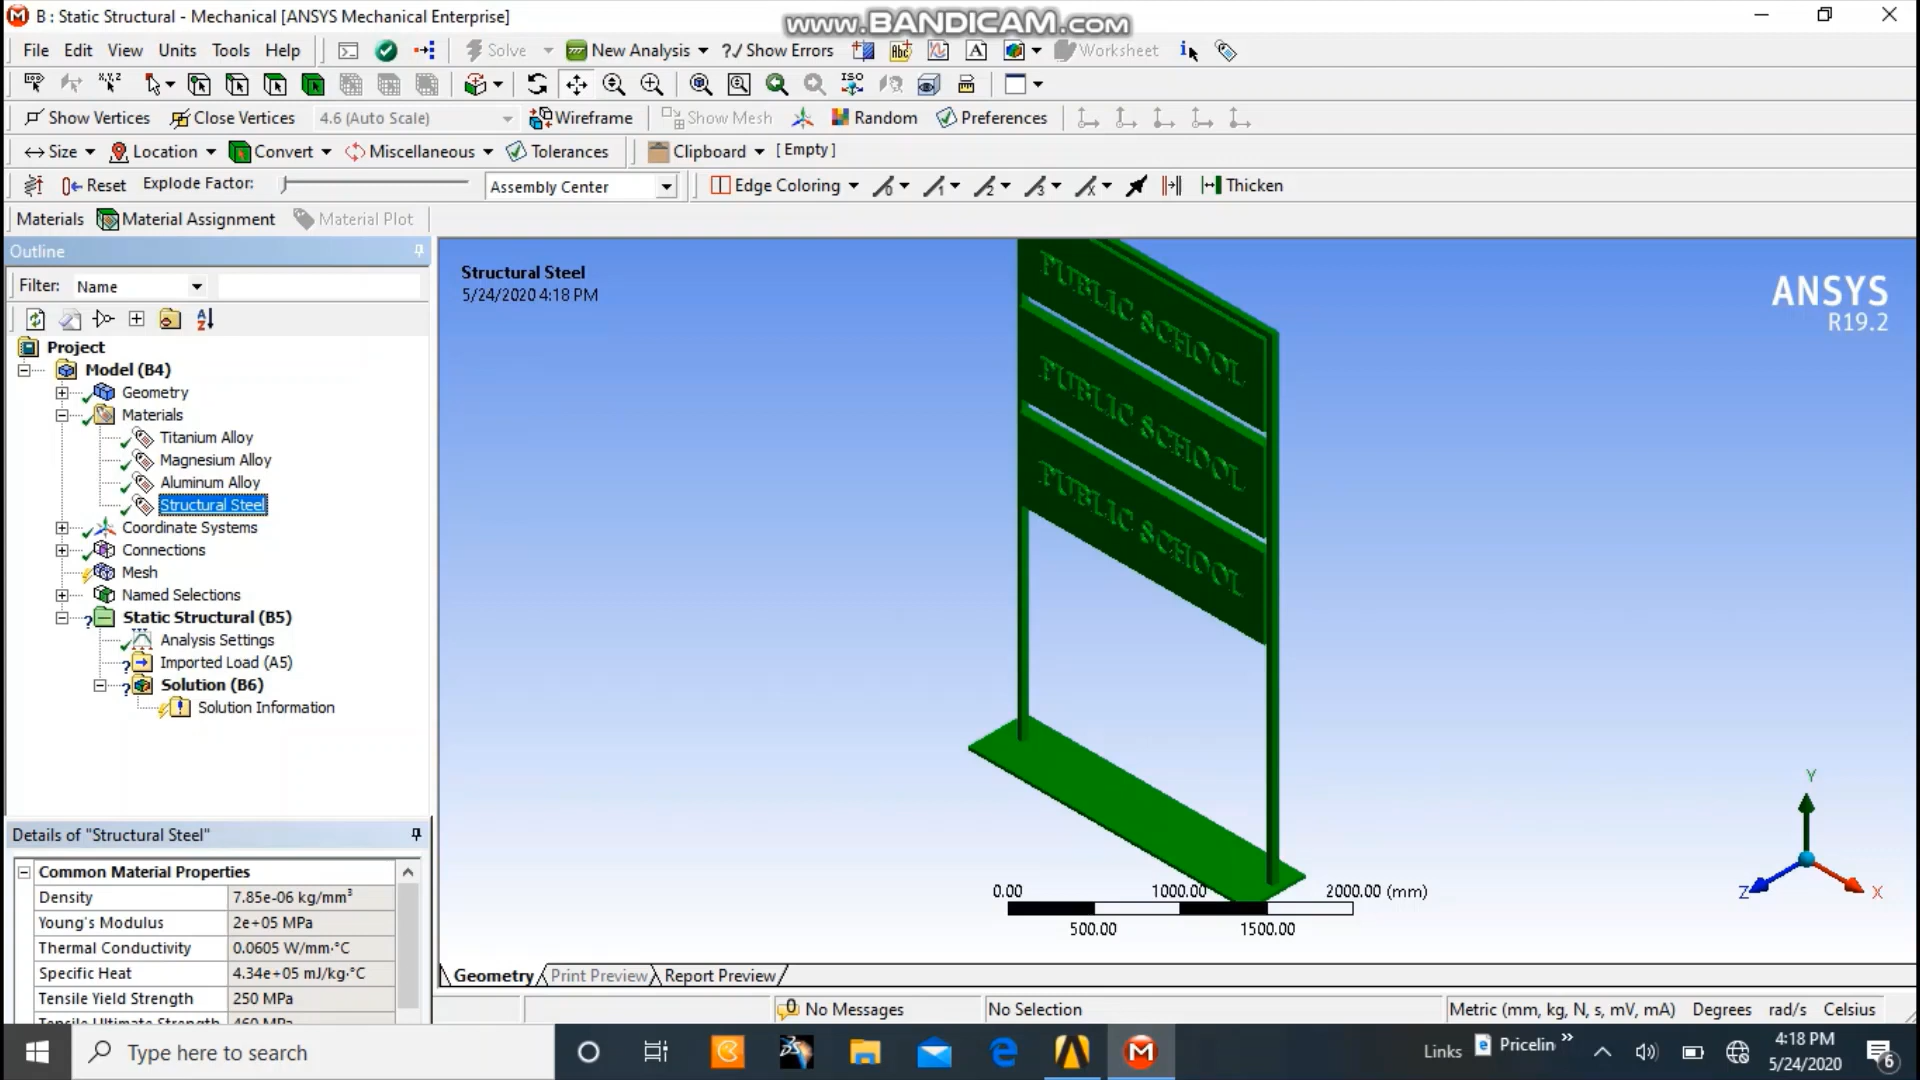 B : Static Structural - Mechanical [ANSYS Mechanical Enterprise]
www.BANDICAM.com
File Edit View Units Tools Help Solve New Analysis ?/ Show Errors Worksheet
Show Vertices Close Vertices 4.6 (Auto Scale) Wireframe Show Mesh Random Preferences
Size Location Convert Miscellaneous Tolerances Clipboard [ Empty ]
Reset Explode Factor: Assembly Center Edge Coloring Thicken
Materials Material Assignment Material Plot
Outline
Filter: Name
Project
Model (B4)
Geometry
Materials
Titanium Alloy
Magnesium Alloy
Aluminum Alloy
Structural Steel
Coordinate Systems
Connections
Mesh
Named Selections
Static Structural (B5)
Analysis Settings
Imported Load (A5)
Solution (B6)
Solution Information
Details of "Structural Steel"
Common Material Properties
Density 7.85e-06 kg/mm³
Young's Modulus 2e+05 MPa
Thermal Conductivity 0.0605 W/mm·°C
Specific Heat 4.34e+05 mJ/kg·°C
Tensile Yield Strength 250 MPa
Tensile Ultimate Strength 460 MPa
Structural Steel
5/24/2020 4:18 PM
ANSYS
R19.2
PUBLIC SCHOOL
PUBLIC SCHOOL
PUBLIC SCHOOL
0.00 1000.00 2000.00 (mm)
500.00 1500.00
Y
Z X
Geometry Print Preview Report Preview
0 No Messages No Selection Metric (mm, kg, N, s, mV, mA) Degrees rad/s Celsius
Type here to search
Links Pricelin
4:18 PM
5/24/2020
6